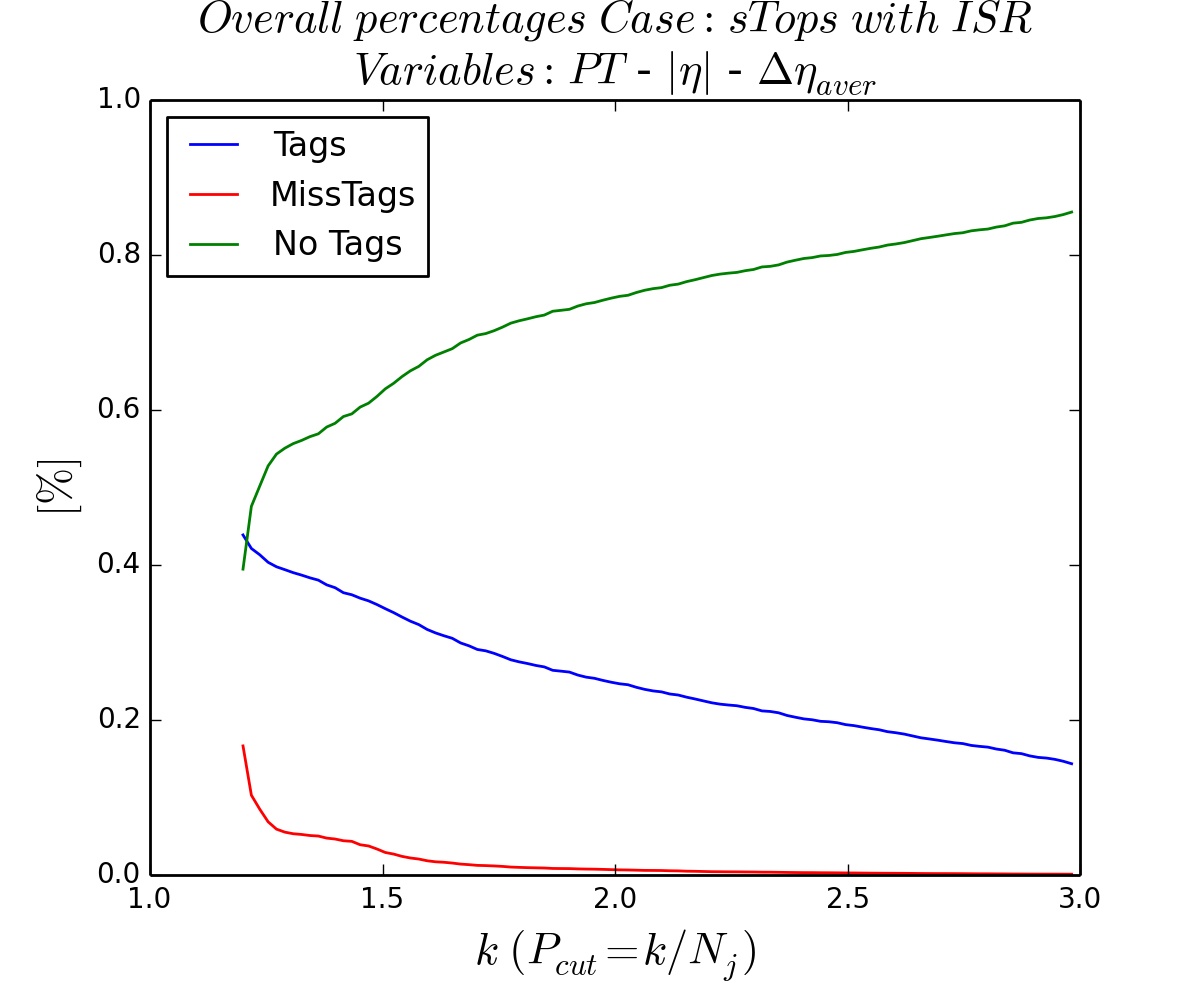 Overall percentages Case : sTops with ISR
Variables : PT - |η| - Δη_aver
1.0
Tags
MissTags
No Tags
0.8
0.6
[%]
0.4
0.2
0.0
1.0 1.5 2.0 2.5 3.0
k (P_cut = k/N_j)